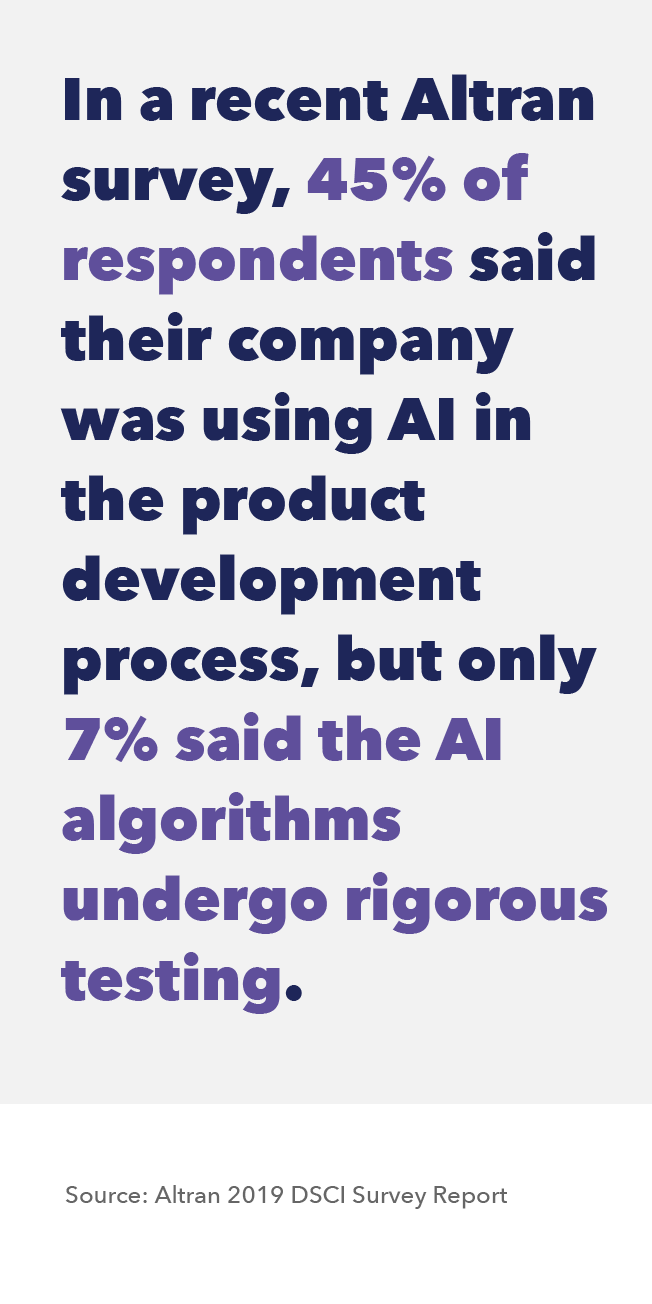 In a recent Altran
survey, 45% of
respondents said
their company
was using AI in
the product
development
process, but only
7% said the AI
algorithms
undergo rigorous
testing.
Source: Altran 2019 DSCI Survey Report